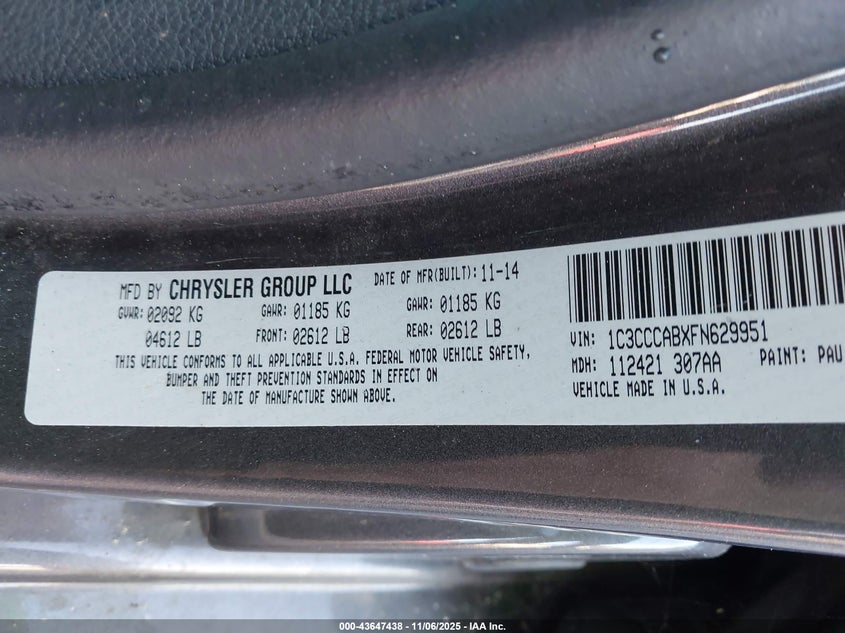 MFD BY CHRYSLER GROUP LLC DATE OF MFR(BUILT): 11-14
GVWR: 02092 KG GAWR: 01185 KG GAWR: 01185 KG
04612 LB FRONT: 02612 LB REAR: 02612 LB
THIS VEHICLE CONFORMS TO ALL APPLICABLE U.S.A. FEDERAL MOTOR VEHICLE SAFETY,
BUMPER AND THEFT PREVENTION STANDARDS IN EFFECT ON
THE DATE OF MANUFACTURE SHOWN ABOVE.
VIN: 1C3CCCABXFN629951
MDH: 112421 307AA PAINT: PAU
VEHICLE MADE IN U.S.A.
000-43647438 - 11/06/2025 - IAA Inc.